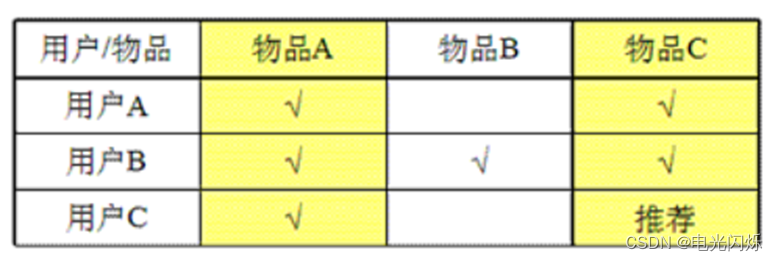 用户/物品 物品A 物品B 物品C
用户A √ √
用户B √ √ √
用户C √ 推荐
CSDN @电光闪烁